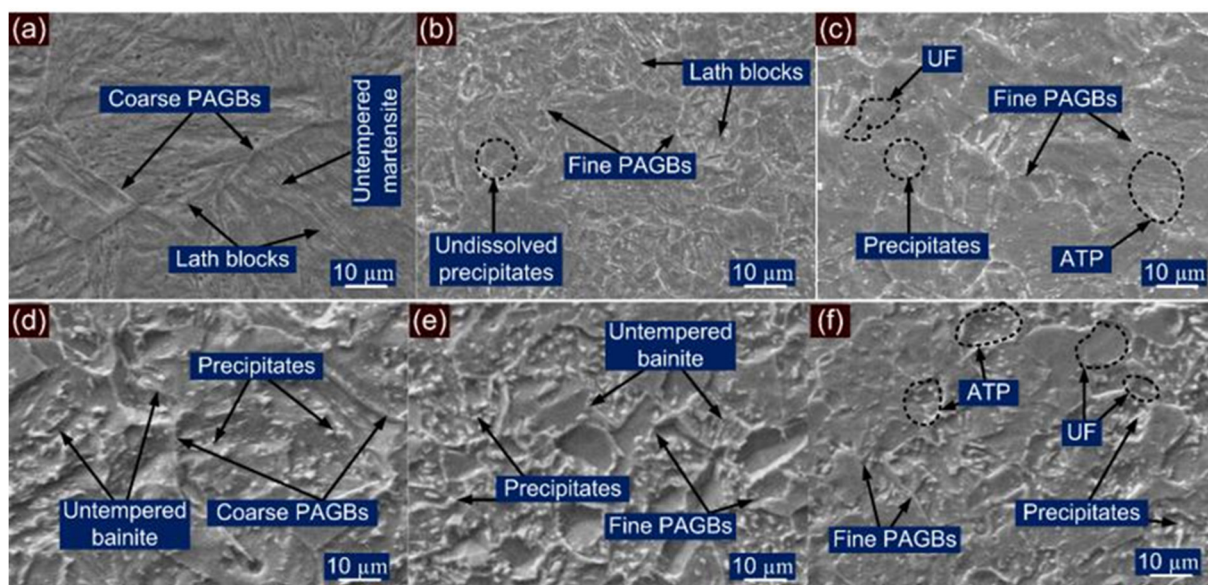 (a)
Coarse PAGBs
Untempered
martensite
Lath blocks
10 µm
(b)
Lath blocks
Fine PAGBs
Undissolved
precipitates
10 µm
(c)
UF
Fine PAGBs
Precipitates
ATP
10 µm
(d)
Precipitates
Untempered
bainite
Coarse PAGBs
10 µm
(e)
Untempered
bainite
Precipitates
Fine PAGBs
10 µm
(f)
ATP
UF
Fine PAGBs
Precipitates
10 µm